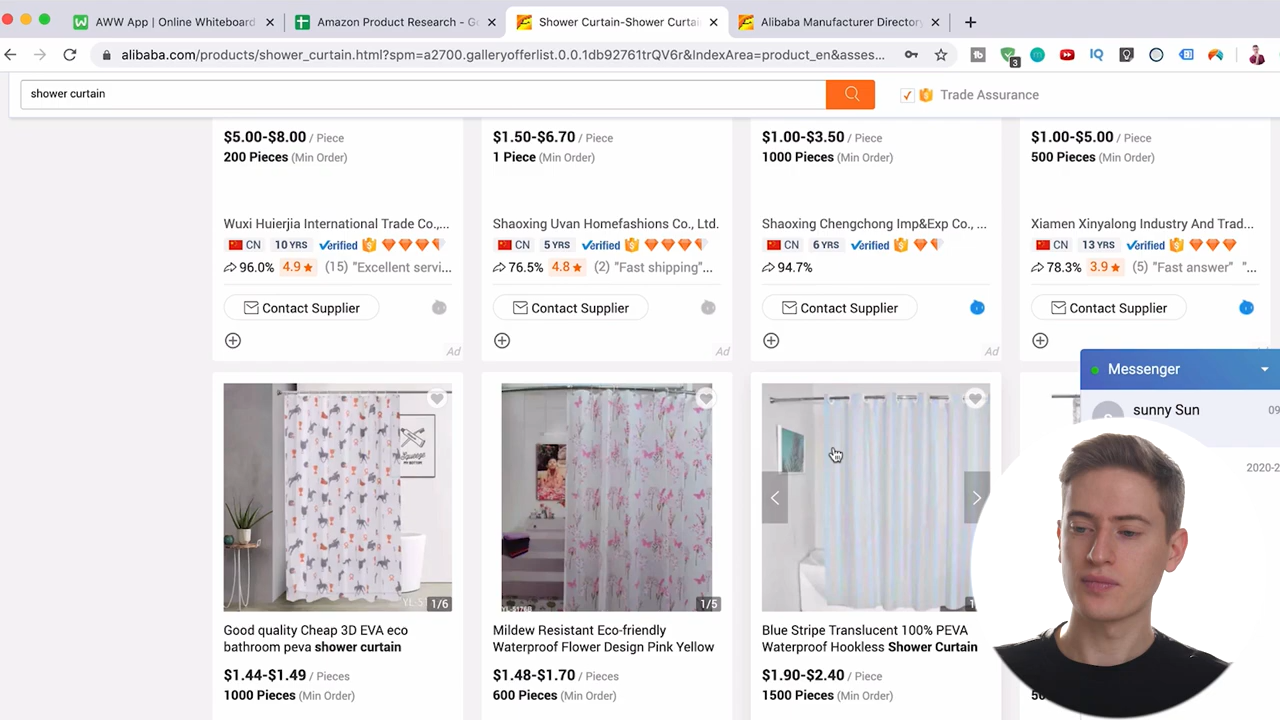 AWW App | Online Whiteboard
Amazon Product Research - G
Shower Curtain-Shower Curtai
Alibaba Manufacturer Directory
alibaba.com/products/shower_curtain.html?spm=a2700.galleryofferlist.0.0.1db92761trQV6r&IndexArea=product_en&asses...
3
shower curtain
Trade Assurance
$5.00-$8.00 / Piece
200 Pieces (Min Order)
Wuxi Huierjia International Trade Co.,...
CN 10 YRS Verified
96.0% 4.9 (15) "Excellent servi...
Contact Supplier
Ad
$1.50-$6.70 / Piece
1 Piece (Min Order)
Shaoxing Uvan Homefashions Co., Ltd.
CN 5 YRS Verified
76.5% 4.8 (2) "Fast shipping"...
Contact Supplier
Ad
$1.00-$3.50 / Piece
1000 Pieces (Min Order)
Shaoxing Chengchong Imp&Exp Co., ...
CN 6 YRS Verified
94.7%
Contact Supplier
Ad
$1.00-$5.00 / Piece
500 Pieces (Min Order)
Xiamen Xinyalong Industry And Trad...
CN 13 YRS Verified
78.3% 3.9 (5) "Fast answer" "...
Contact Supplier
Messenger
sunny Sun
09
2020-2
1/6
Good quality Cheap 3D EVA eco
bathroom peva shower curtain
$1.44-$1.49 / Pieces
1000 Pieces (Min Order)
YL-5176B
1/5
Mildew Resistant Eco-friendly
Waterproof Flower Design Pink Yellow
$1.48-$1.70 / Pieces
600 Pieces (Min Order)
Blue Stripe Translucent 100% PEVA
Waterproof Hookless Shower Curtain
$1.90-$2.40 / Piece
1500 Pieces (Min Order)